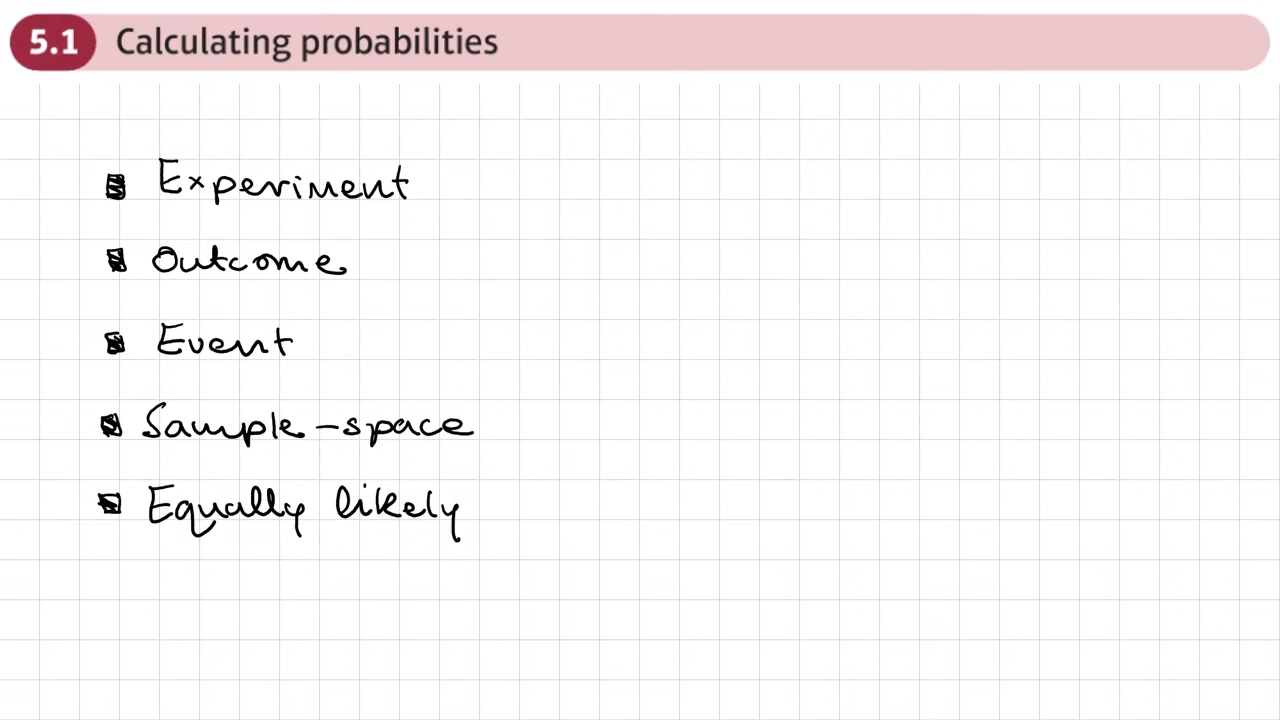 5.1 Calculating probabilities
Experiment
Outcome
Event
Sample-space
Equally likely